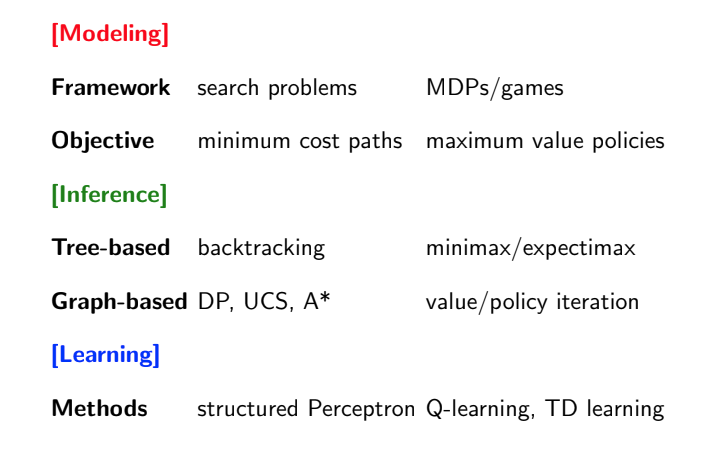 [Modeling]
Framework search problems MDPs/games
Objective minimum cost paths maximum value policies
[Inference]
Tree-based backtracking minimax/expectimax
Graph-based DP, UCS, A* value/policy iteration
[Learning]
Methods structured Perceptron Q-learning, TD learning